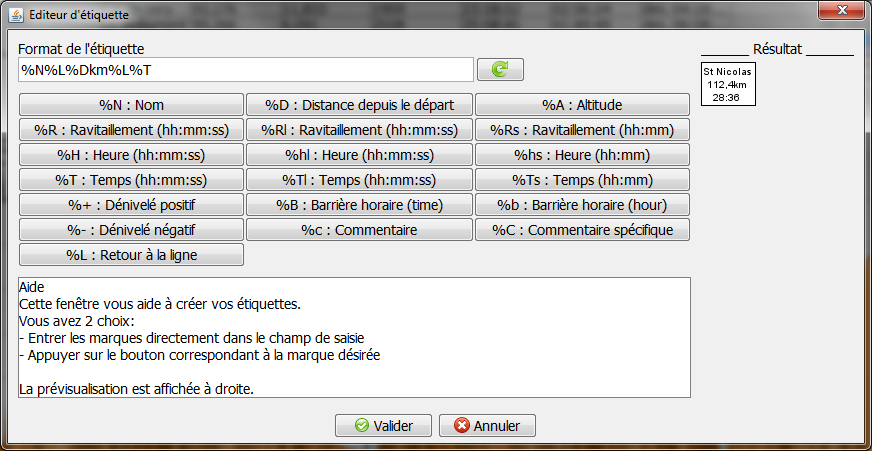 Editeur d'étiquette
Format de l'étiquette
______ Résultat ______
%N%L%Dkm%L%T
St Nicolas
112,4km
28:36
%N : Nom
%D : Distance depuis le départ
%A : Altitude
%R : Ravitaillement (hh:mm:ss)
%Rl : Ravitaillement (hh:mm:ss)
%Rs : Ravitaillement (hh:mm)
%H : Heure (hh:mm:ss)
%hl : Heure (hh:mm:ss)
%hs : Heure (hh:mm)
%T : Temps (hh:mm:ss)
%Tl : Temps (hh:mm:ss)
%Ts : Temps (hh:mm)
%+ : Dénivelé positif
%B : Barrière horaire (time)
%b : Barrière horaire (hour)
%- : Dénivelé négatif
%c : Commentaire
%C : Commentaire spécifique
%L : Retour à la ligne
Aide
Cette fenêtre vous aide à créer vos étiquettes.
Vous avez 2 choix:
- Entrer les marques directement dans le champ de saisie
- Appuyer sur le bouton correspondant à la marque désirée
La prévisualisation est affichée à droite.
Valider
Annuler